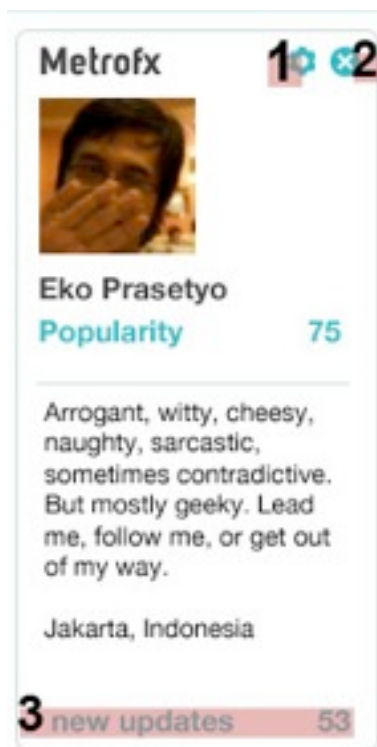 Metrofx 1 2
Eko Prasetyo
Popularity 75
Arrogant, witty, cheesy,
naughty, sarcastic,
sometimes contradictive.
But mostly geeky. Lead
me, follow me, or get out
of my way.
Jakarta, Indonesia
3 new updates 53